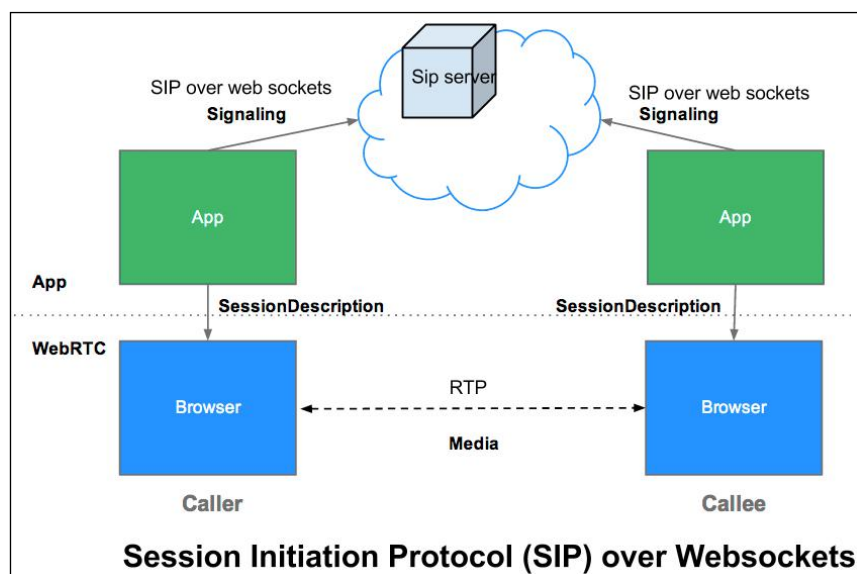 Sip server
SIP over web sockets
Signaling
SIP over web sockets
Signaling
App
App
App
SessionDescription
SessionDescription
WebRTC
Browser
RTP
Browser
Media
Caller
Callee
Session Initiation Protocol (SIP) over Websockets